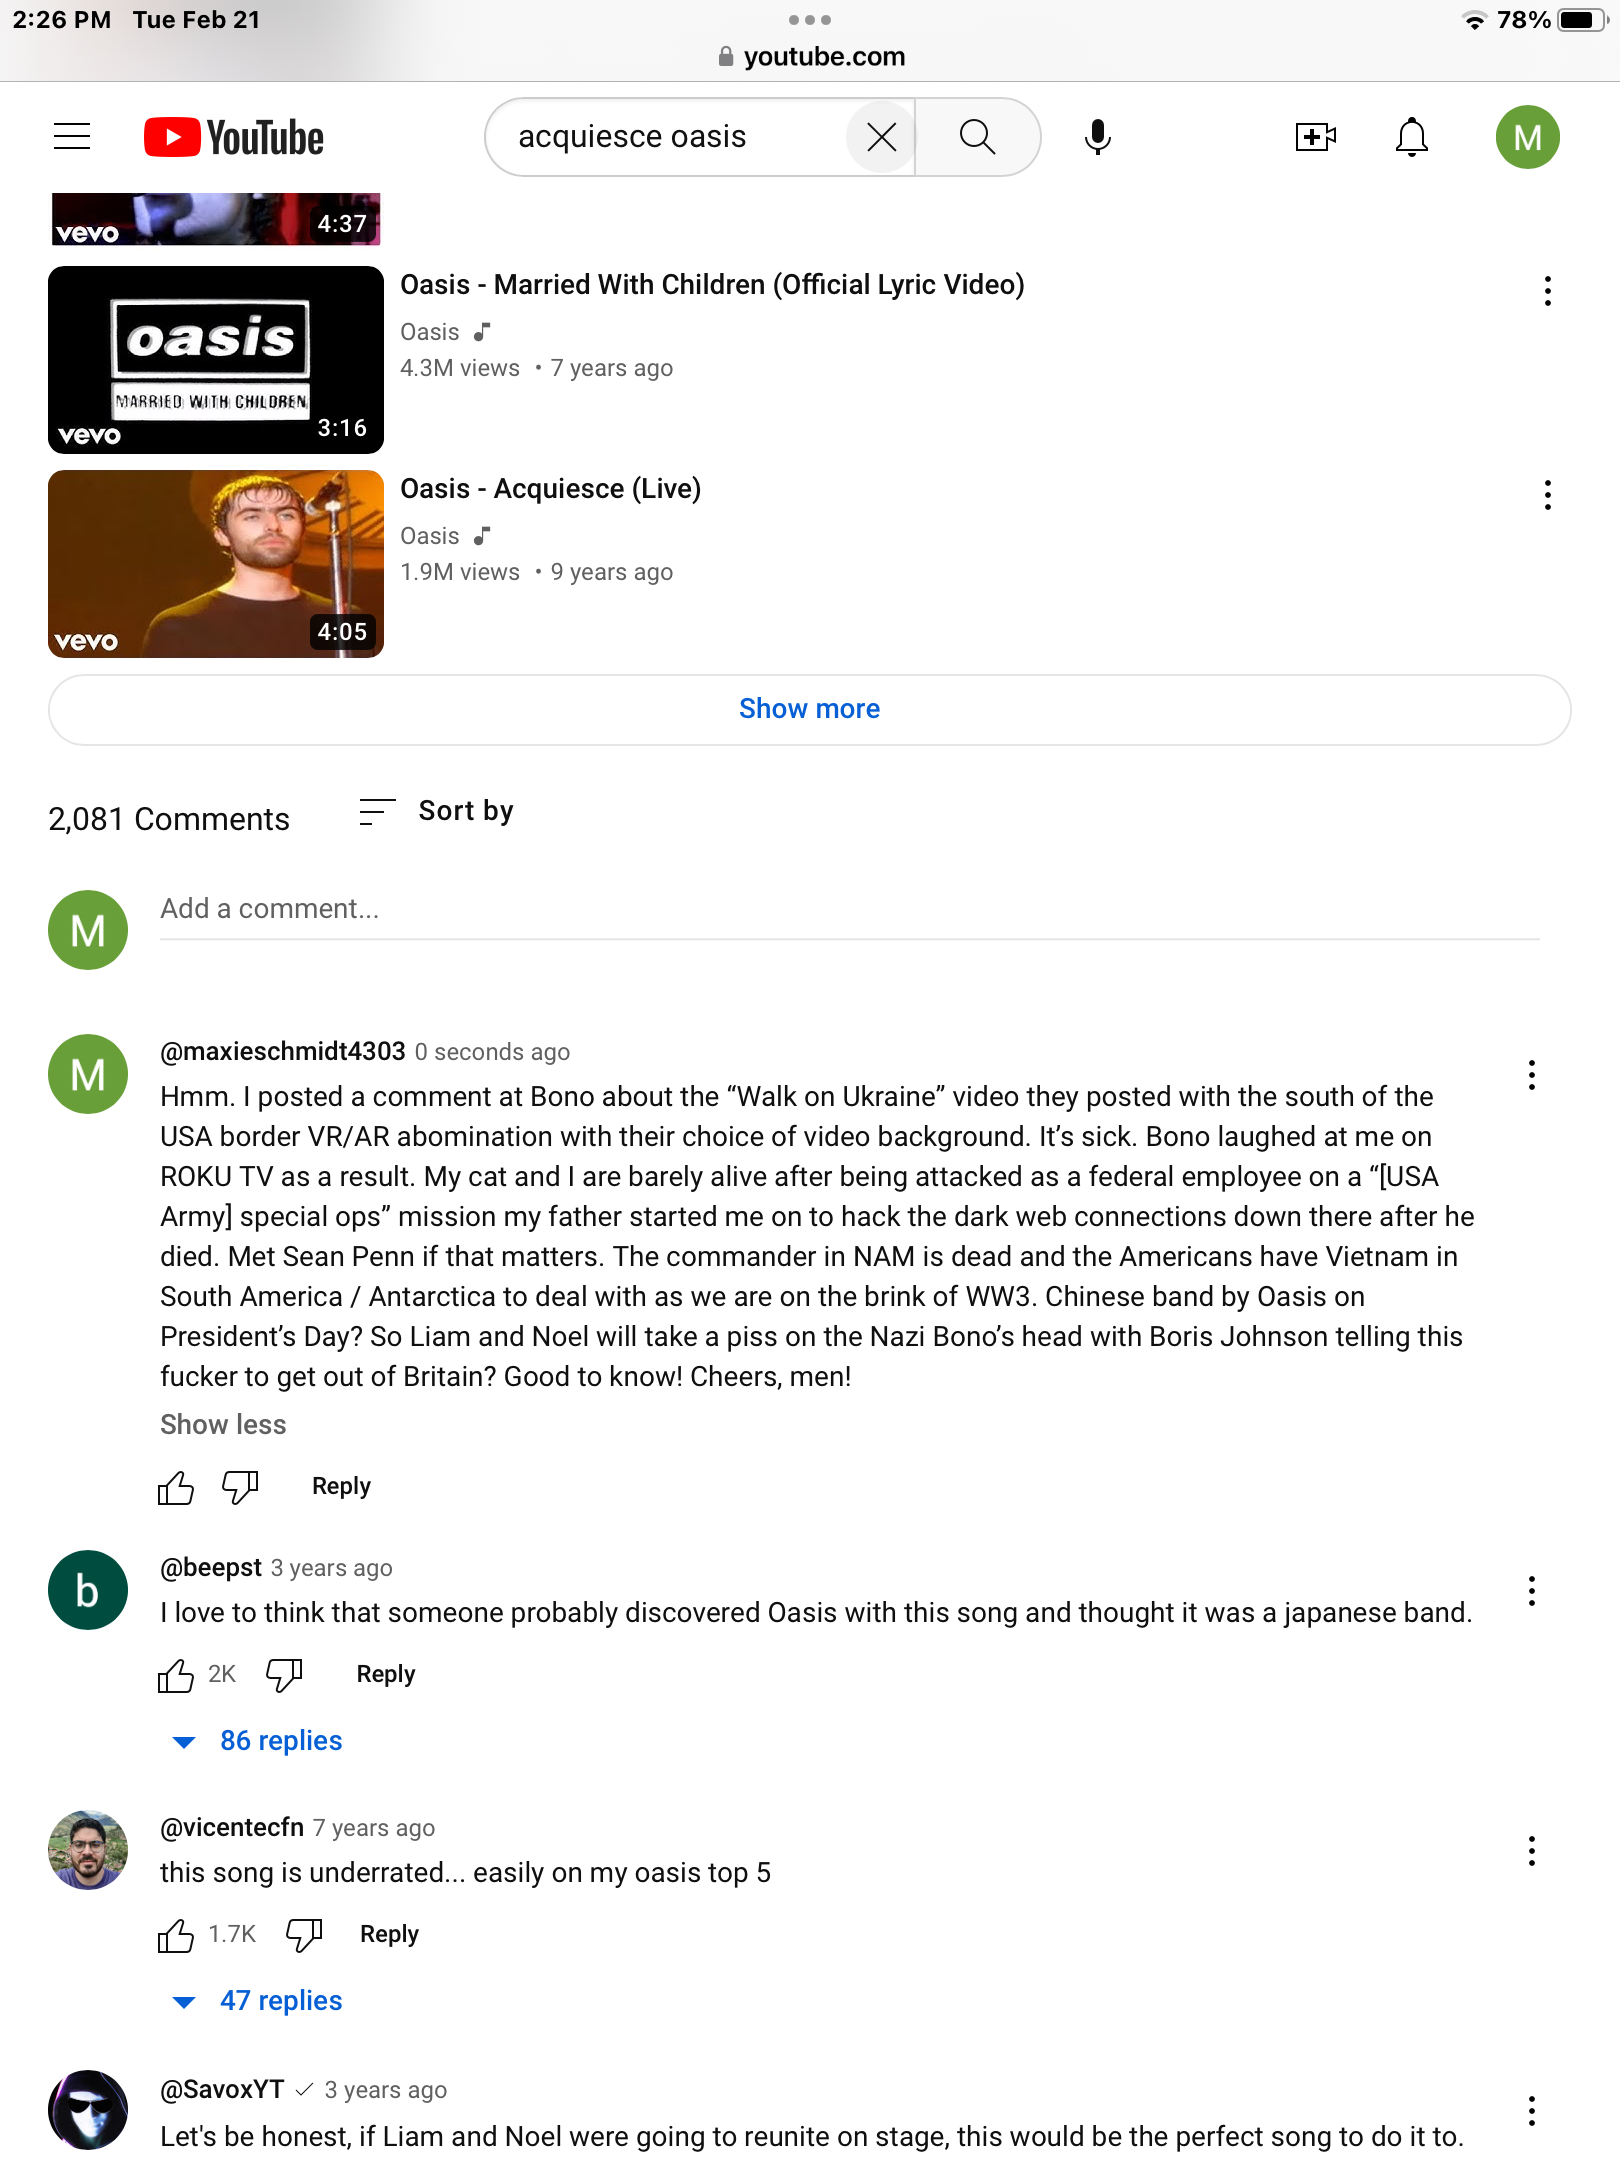 2:26 PM Tue Feb 21
78%
youtube.com
YouTube
acquiesce oasis
M
vevo
4:37
oasis
MARRIED WITH CHILDREN
vevo
3:16
Oasis - Married With Children (Official Lyric Video)
Oasis
4.3M views • 7 years ago
vevo
4:05
Oasis - Acquiesce (Live)
Oasis
1.9M views • 9 years ago
Show more
2,081 Comments
Sort by
M
Add a comment...
M
@maxieschmidt4303 0 seconds ago
Hmm. I posted a comment at Bono about the “Walk on Ukraine” video they posted with the south of the
USA border VR/AR abomination with their choice of video background. It’s sick. Bono laughed at me on
ROKU TV as a result. My cat and I are barely alive after being attacked as a federal employee on a “[USA
Army] special ops” mission my father started me on to hack the dark web connections down there after he
died. Met Sean Penn if that matters. The commander in NAM is dead and the Americans have Vietnam in
South America / Antarctica to deal with as we are on the brink of WW3. Chinese band by Oasis on
President’s Day? So Liam and Noel will take a piss on the Nazi Bono’s head with Boris Johnson telling this
fucker to get out of Britain? Good to know! Cheers, men!
Show less
Reply
b
@beepst 3 years ago
I love to think that someone probably discovered Oasis with this song and thought it was a japanese band.
2K
Reply
86 replies
@vicentecfn 7 years ago
this song is underrated... easily on my oasis top 5
1.7K
Reply
47 replies
@SavoxYT 3 years ago
Let's be honest, if Liam and Noel were going to reunite on stage, this would be the perfect song to do it to.